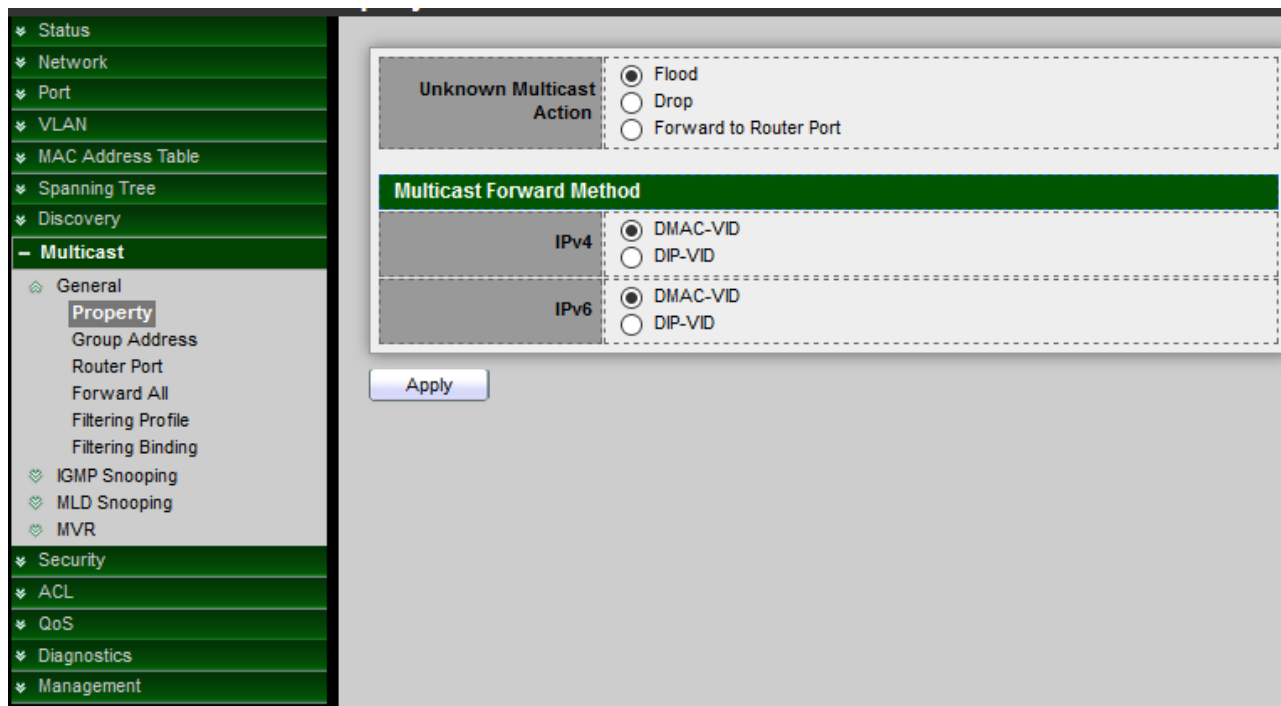 Status
Network
Port
VLAN
MAC Address Table
Spanning Tree
Discovery
Multicast
General
Property
Group Address
Router Port
Forward All
Filtering Profile
Filtering Binding
IGMP Snooping
MLD Snooping
MVR
Security
ACL
QoS
Diagnostics
Management
Unknown Multicast
Action
Flood
Drop
Forward to Router Port
Multicast Forward Method
IPv4
DMAC-VID
DIP-VID
IPv6
DMAC-VID
DIP-VID
Apply